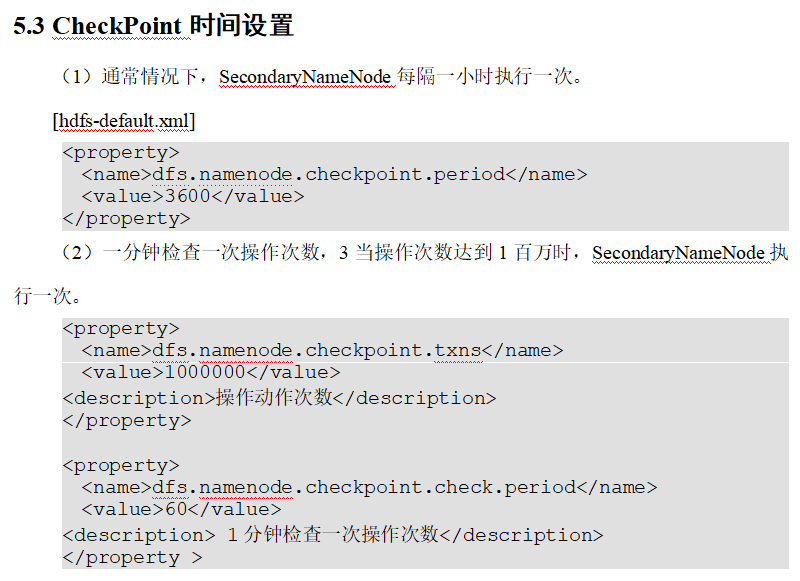 5.3 CheckPoint 时间设置
（1）通常情况下，SecondaryNameNode 每隔一小时执行一次。
[hdfs-default.xml]
<property>
  <name>dfs.namenode.checkpoint.period</name>
  <value>3600</value>
</property>
（2）一分钟检查一次操作次数，3 当操作次数达到 1 百万时，SecondaryNameNode 执
行一次。
<property>
  <name>dfs.namenode.checkpoint.txns</name>
  <value>1000000</value>
<description>操作动作次数</description>
</property>
<property>
  <name>dfs.namenode.checkpoint.check.period</name>
  <value>60</value>
<description> 1 分钟检查一次操作次数</description>
</property >